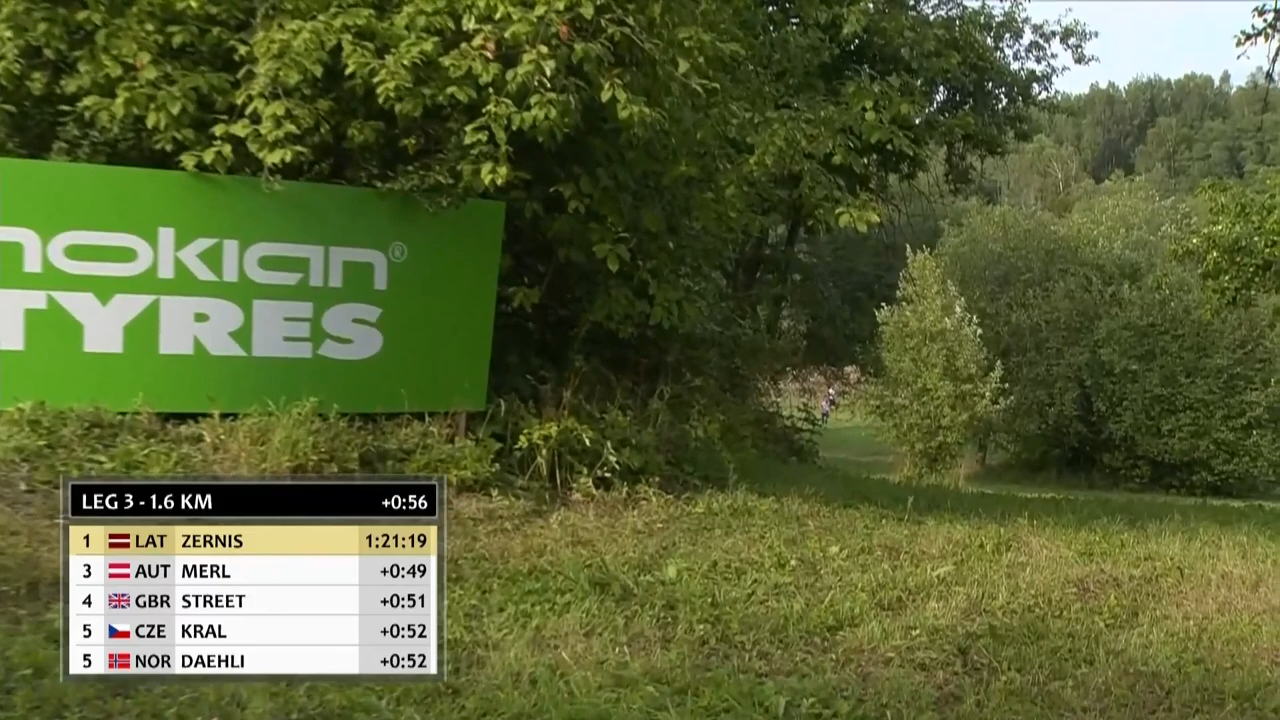 nokian®
TYRES
LEG 3 - 1.6 KM +0:56
1 LAT ZERNIS 1:21:19
3 AUT MERL +0:49
4 GBR STREET +0:51
5 CZE KRAL +0:52
5 NOR DAEHLI +0:52